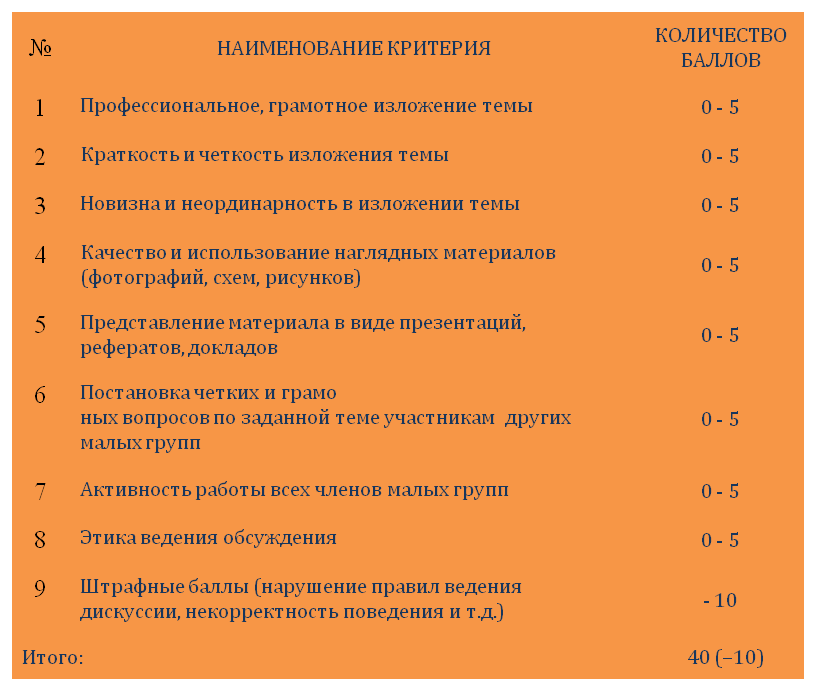 № НАИМЕНОВАНИЕ КРИТЕРИЯ КОЛИЧЕСТВО
БАЛЛОВ
1 Профессиональное, грамотное изложение темы 0 - 5
2 Краткость и четкость изложения темы 0 - 5
3 Новизна и неординарность в изложении темы 0 - 5
4 Качество и использование наглядных материалов
(фотографий, схем, рисунков) 0 - 5
5 Представление материала в виде презентаций,
рефератов, докладов 0 - 5
6 Постановка четких и грамо
ных вопросов по заданной теме участникам других
малых групп 0 - 5
7 Активность работы всех членов малых групп 0 - 5
8 Этика ведения обсуждения 0 - 5
9 Штрафные баллы (нарушение правил ведения
дискуссии, некорректность поведения и т.д.) - 10
Итого: 40 (–10)